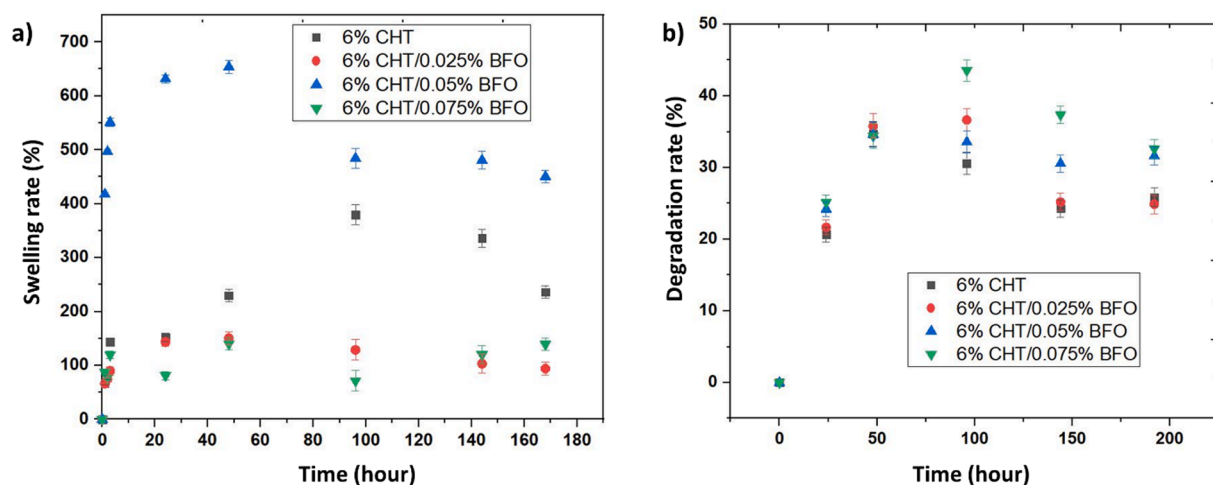 a)
700
600
500
400
300
200
100
0
Swelling rate (%)
6% CHT
6% CHT/0.025% BFO
6% CHT/0.05% BFO
6% CHT/0.075% BFO
0 20 40 60 80 100 120 140 160 180
Time (hour)
b)
50
40
30
20
10
0
Degradation rate (%)
6% CHT
6% CHT/0.025% BFO
6% CHT/0.05% BFO
6% CHT/0.075% BFO
0 50 100 150 200
Time (hour)